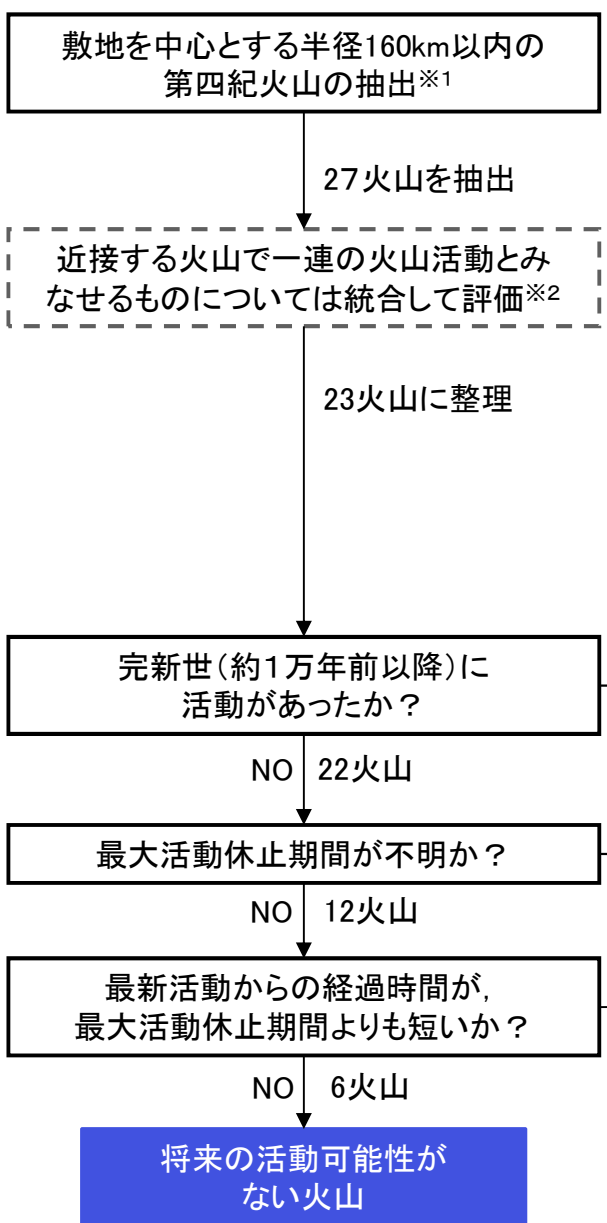 敷地を中心とする半径160km以内の
第四紀火山の抽出※1
27火山を抽出
近接する火山で一連の火山活動とみ
なせるものについては統合して評価※2
23火山に整理
完新世(約1万年前以降)に
活動があったか？
NO 22火山
最大活動休止期間が不明か？
NO 12火山
最新活動からの経過時間が，
最大活動休止期間よりも短いか？
NO 6火山
将来の活動可能性が
ない火山